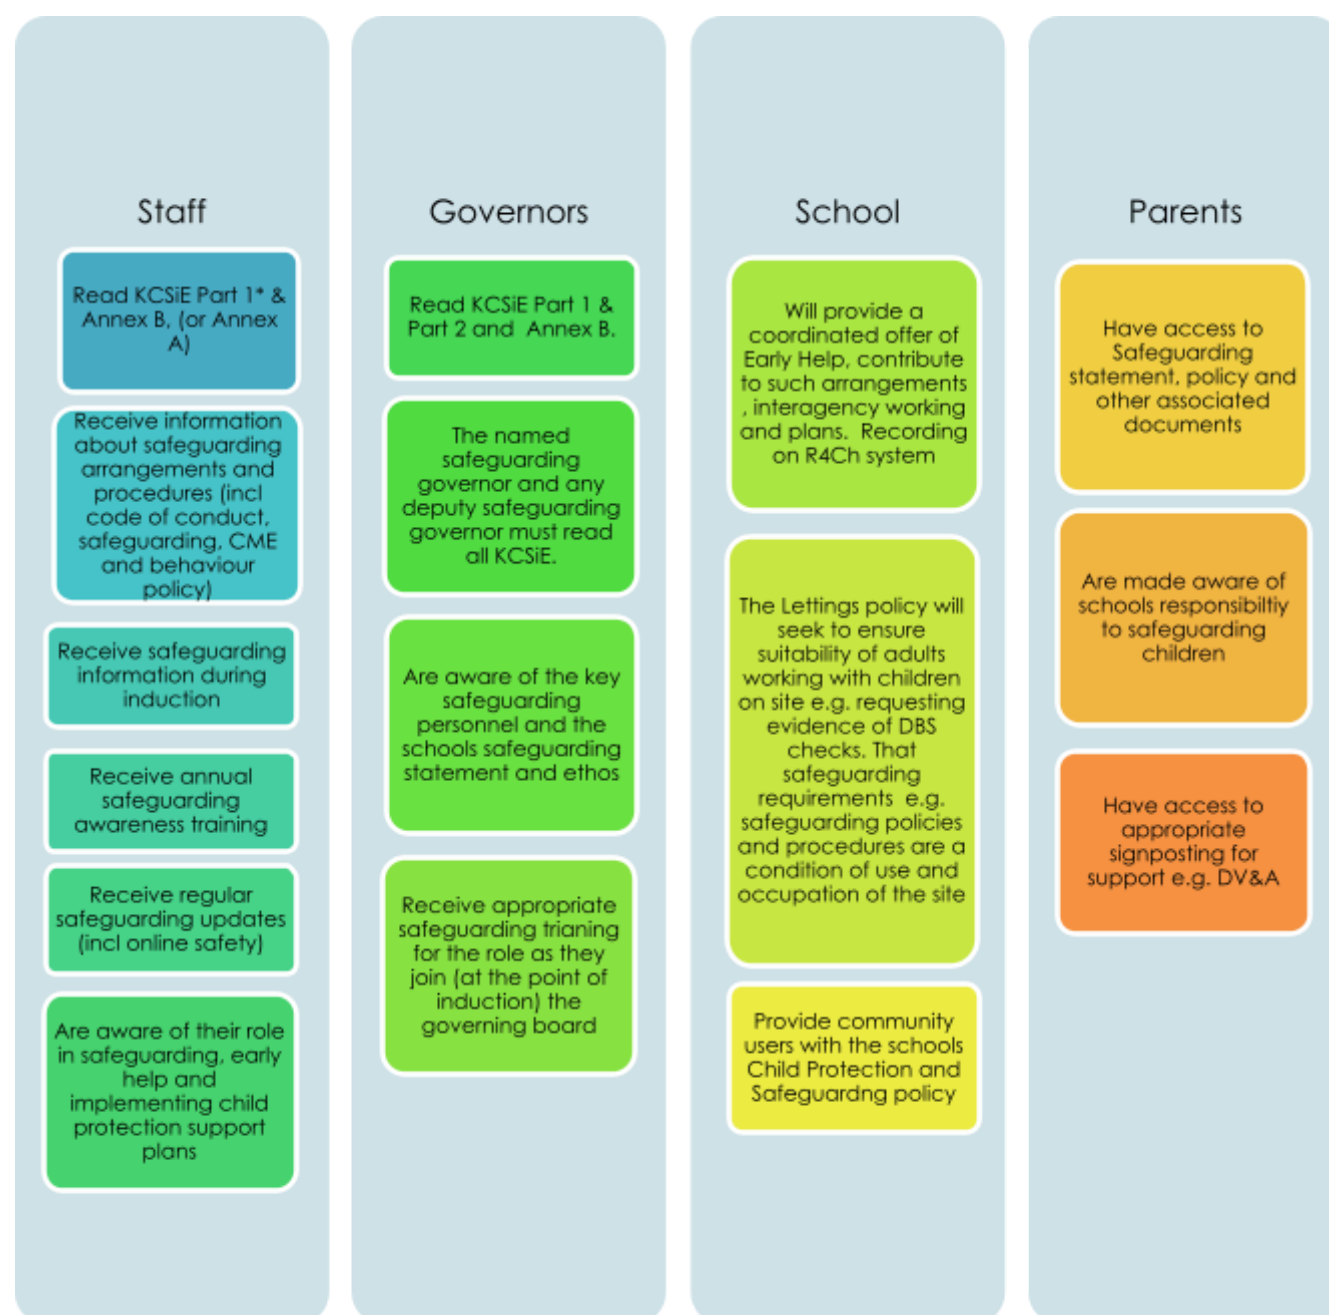 Staff
Read KCSiE Part 1* &
Annex B, (or Annex
A)
Receive information
about safeguarding
arrangements and
procedures (incl
code of conduct,
safeguarding, CME
and behaviour
policy)
Receive safeguarding
information during
induction
Receive annual
safeguarding
awareness training
Receive regular
safeguarding updates
(incl online safety)
Are aware of their role
in safeguarding, early
help and
implementing child
protection support
plans
Governors
Read KCSiE Part 1 &
Part 2 and  Annex B.
The named
safeguarding
governor and any
deputy safeguarding
governor must read
all KCSiE.
Are aware of the key
safeguarding
personnel and the
schools safeguarding
statement and ethos
Receive appropriate
safeguarding trianing
for the role as they
join (at the point of
induction) the
governing board
School
Will provide a
coordinated offer of
Early Help, contribute
to such arrangements
, interagency working
and plans.  Recording
on R4Ch system
The Lettings policy will
seek to ensure
suitability of adults
working with children
on site e.g. requesting
evidence of DBS
checks. That
safeguarding
requirements  e.g.
safeguarding policies
and procedures are a
condition of use and
occupation of the site
Provide community
users with the schools
Child Protection and
Safeguardng policy
Parents
Have access to
Safeguarding
statement, policy and
other associated
documents
Are made aware of
schools responsibiltiy
to safeguarding
children
Have access to
appropriate
signposting for
support e.g. DV&A